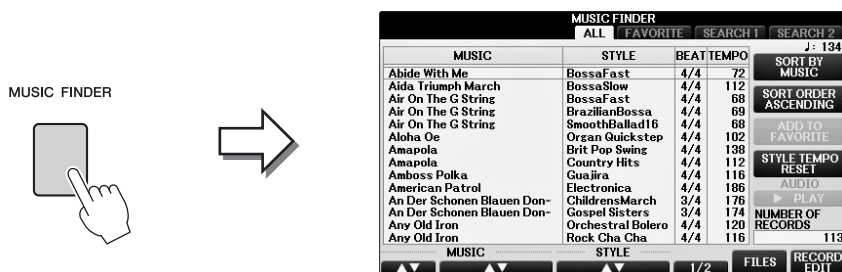 MUSIC FINDER
MUSIC FINDER
ALL FAVORITE SEARCH 1 SEARCH 2
♩: 134
MUSIC STYLE BEAT TEMPO
Abide With Me BossaFast 4/4 72
Aida Triumph March BossaSlow 4/4 112
Air On The G String BossaFast 4/4 68
Air On The G String BrazilianBossa 4/4 69
Air On The G String SmoothBallad16 4/4 68
Aloha Oe Organ Quickstep 4/4 102
Amapola Brit Pop Swing 4/4 138
Amapola Country Hits 4/4 112
Amboss Polka Guajira 4/4 116
American Patrol Electronica 4/4 186
An Der Schonen Blauen Don~ ChildrensMarch 3/4 176
An Der Schonen Blauen Don~ Gospel Sisters 3/4 174
Any Old Iron Orchestral Bolero 4/4 120
Any Old Iron Rock Cha Cha 4/4 116
SORT BY
MUSIC
SORT ORDER
ASCENDING
ADD TO
FAVORITE
STYLE TEMPO
RESET
AUDIO
▶ PLAY
NUMBER OF
RECORDS
113
MUSIC STYLE
▲▼ ▲▼ ▲▼ 1/2 FILES RECORD
EDIT